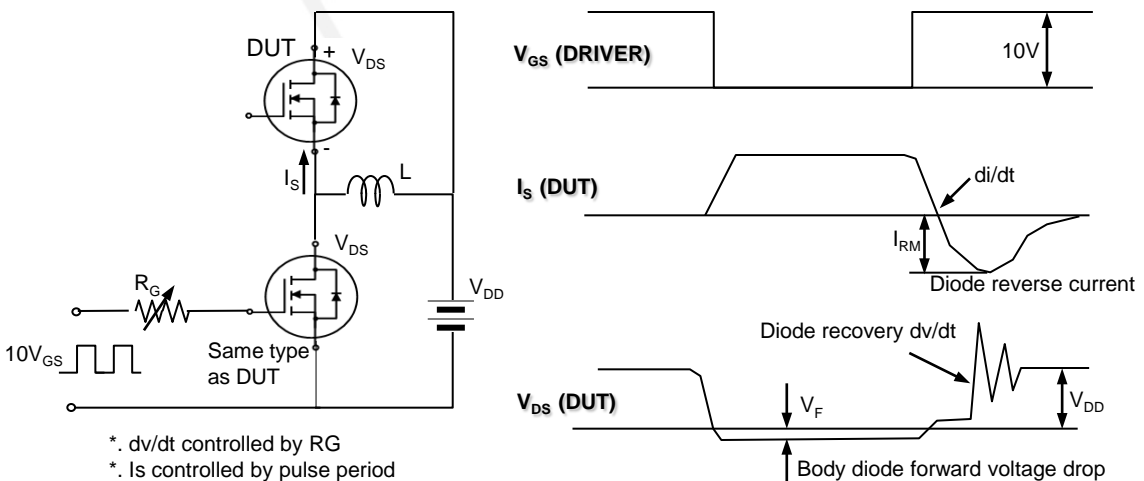 DUT
+
V_DS
-
I_S
L
V_DS
R_G
V_DD
10V_GS
Same type
as DUT
*. dv/dt controlled by RG
*. Is controlled by pulse period
V_GS (DRIVER)
10V
I_S (DUT)
di/dt
I_RM
Diode reverse current
Diode recovery dv/dt
V_DS (DUT)
V_F
V_DD
Body diode forward voltage drop